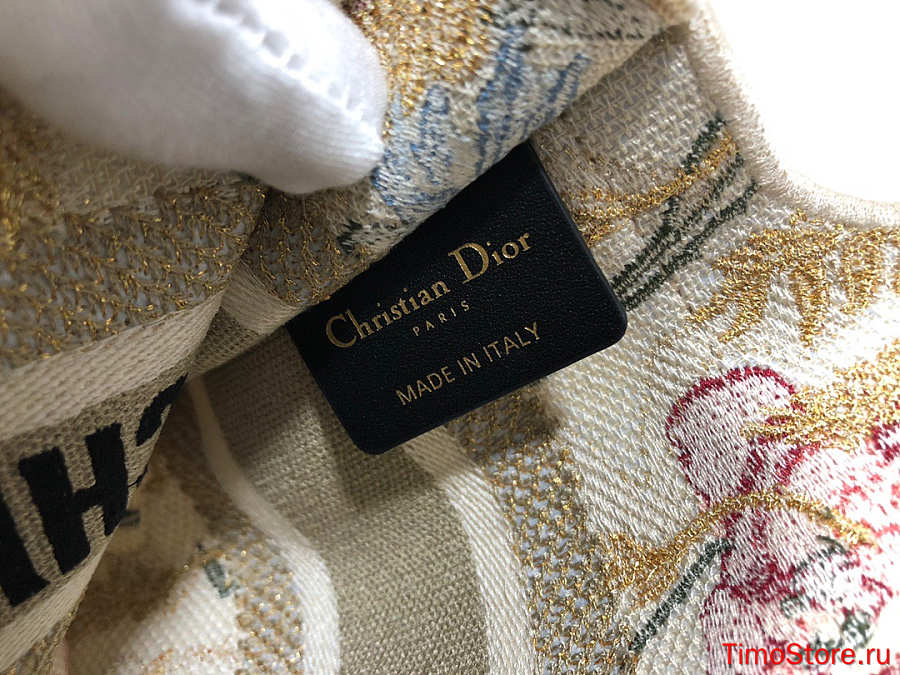 Christian Dior
PARIS
MADE IN ITALY
TimoStore.ru